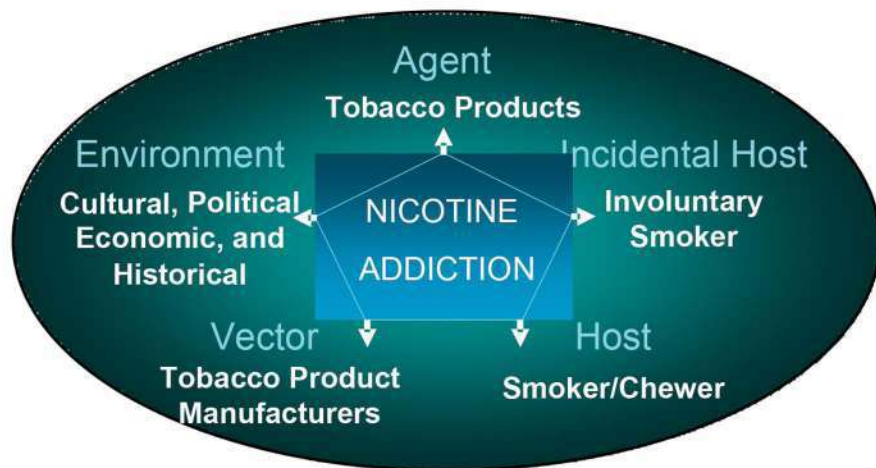 Agent
Tobacco Products
Environment
Cultural, Political
Economic, and
Historical
Incidental Host
Involuntary
Smoker
NICOTINE
ADDICTION
Vector
Tobacco Product
Manufacturers
Host
Smoker/Chewer